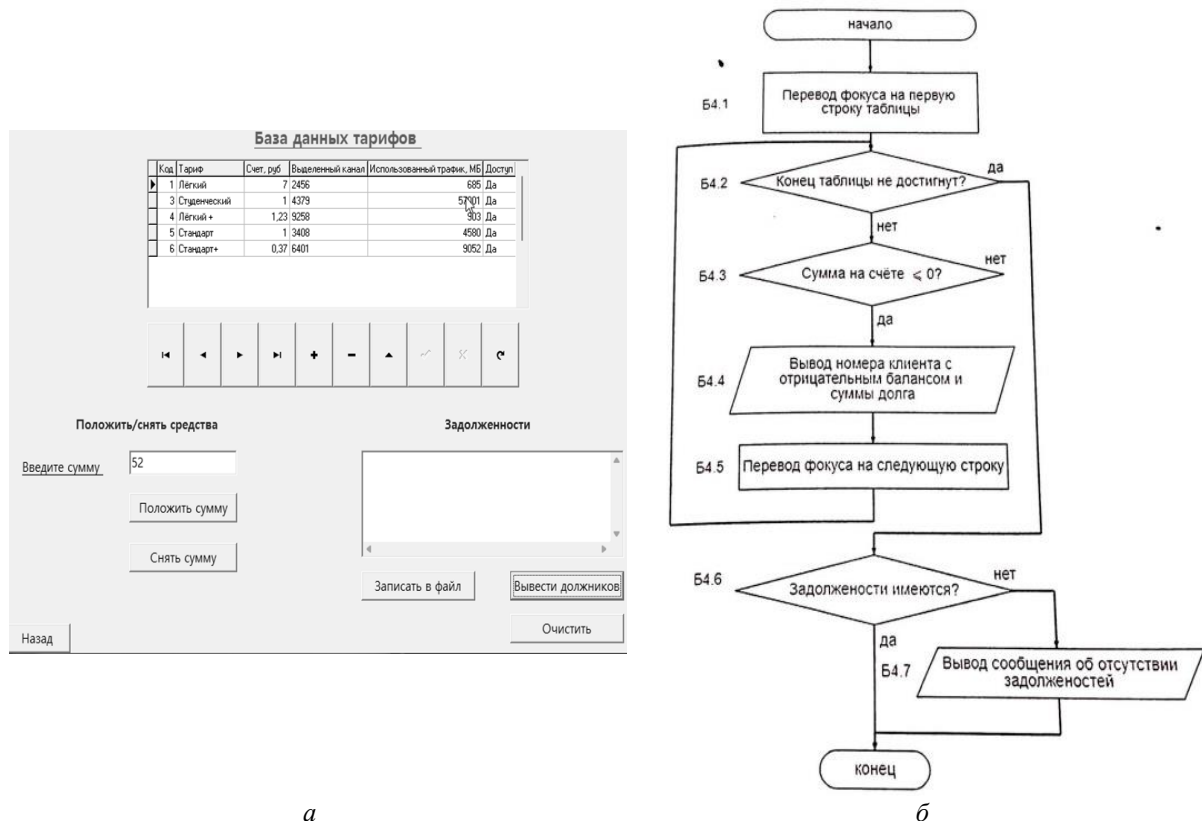 База данных тарифов
Код Тариф Счет, руб Выделенный канал Использованный трафик, МБ Доступ
1 Лёгкий 7 2456 685 Да
3 Студенческий 1 4379 Да
4 Лёгкий + 1,23 9258 903 Да
5 Стандарт 1 3408 4580 Да
6 Стандарт+ 0,37 6401 9052 Да
Положить/снять средства
Задолженности
Введите сумму
52
Положить сумму
Снять сумму
Записать в файл
Вывести должников
Очистить
Назад
а
начало
Б4.1
Перевод фокуса на первую
строку таблицы
Б4.2
Конец таблицы не достигнут?
да
нет
Б4.3
Сумма на счёте ⩽ 0?
нет
да
Б4.4
Вывод номера клиента с
отрицательным балансом и
суммы долга
Б4.5
Перевод фокуса на следующую строку
Б4.6
Задолжености имеются?
нет
да
Б4.7
Вывод сообщения об отсутствии
задолженостей
конец
б